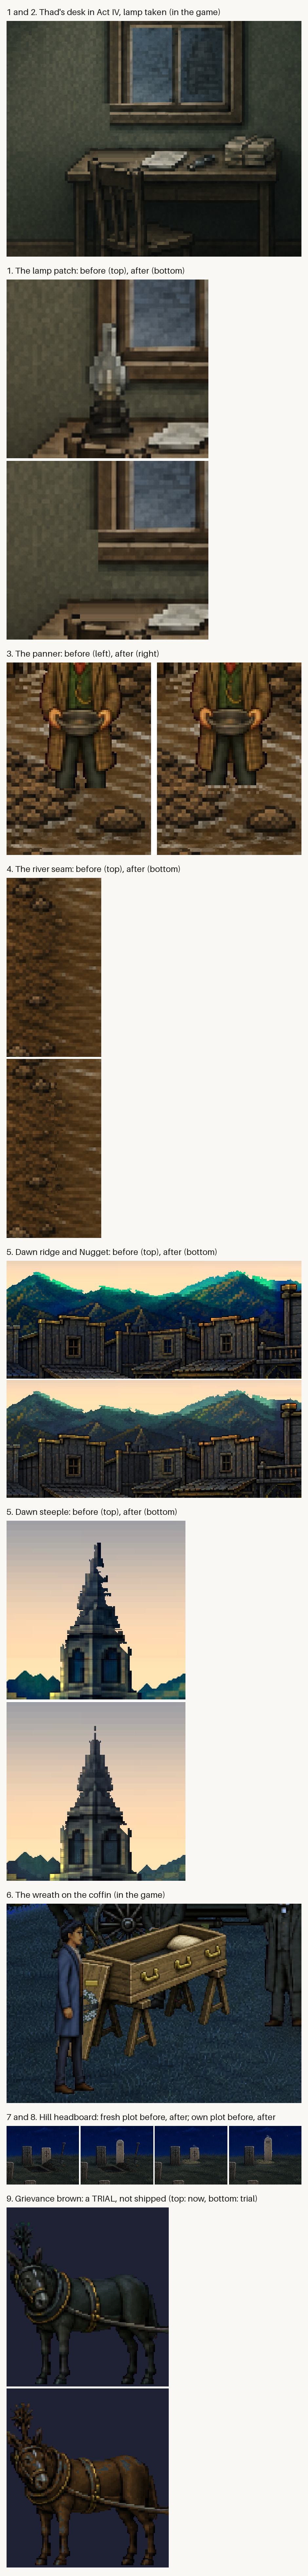 1 and 2. Thad's desk in Act IV, lamp taken (in the game)
1. The lamp patch: before (top), after (bottom)
3. The panner: before (left), after (right)
4. The river seam: before (top), after (bottom)
5. Dawn ridge and Nugget: before (top), after (bottom)
5. Dawn steeple: before (top), after (bottom)
6. The wreath on the coffin (in the game)
7 and 8. Hill headboard: fresh plot before, after; own plot before, after
9. Grievance brown: a TRIAL, not shipped (top: now, bottom: trial)